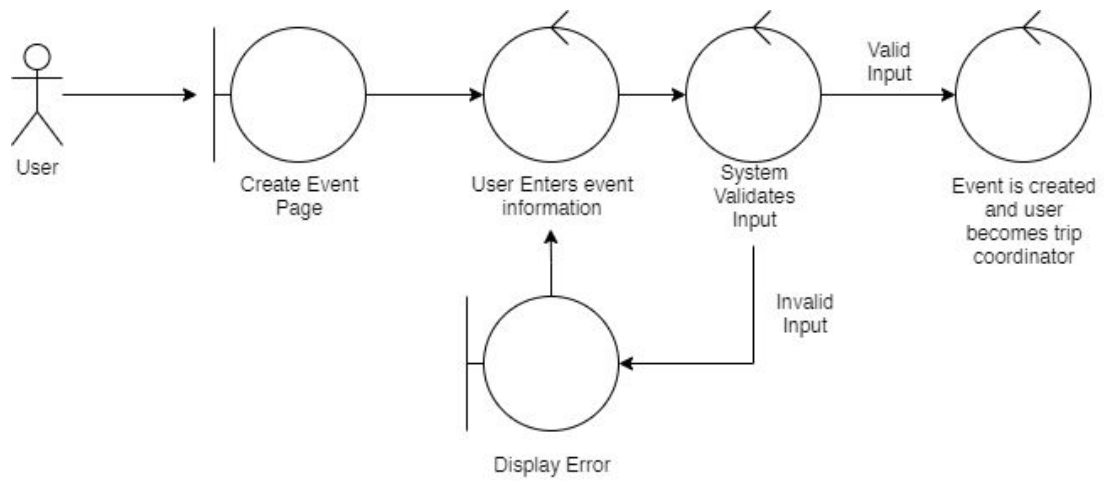 User
Create Event
Page
User Enters event
information
System
Validates
Input
Valid
Input
Event is created
and user
becomes trip
coordinator
Invalid
Input
Display Error